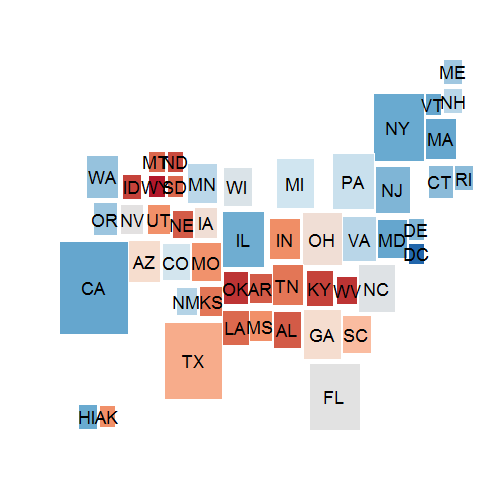 ME
VT NH
NY MA
MT ND
WA MN WI MI PA NJ CT RI
ID WY SD
OR NV UT NE IA IL IN OH VA MD DE
DC
AZ CO MO
CA OK AR TN KY WV NC
NM KS
LA MS AL GA SC
TX
FL
HI AK